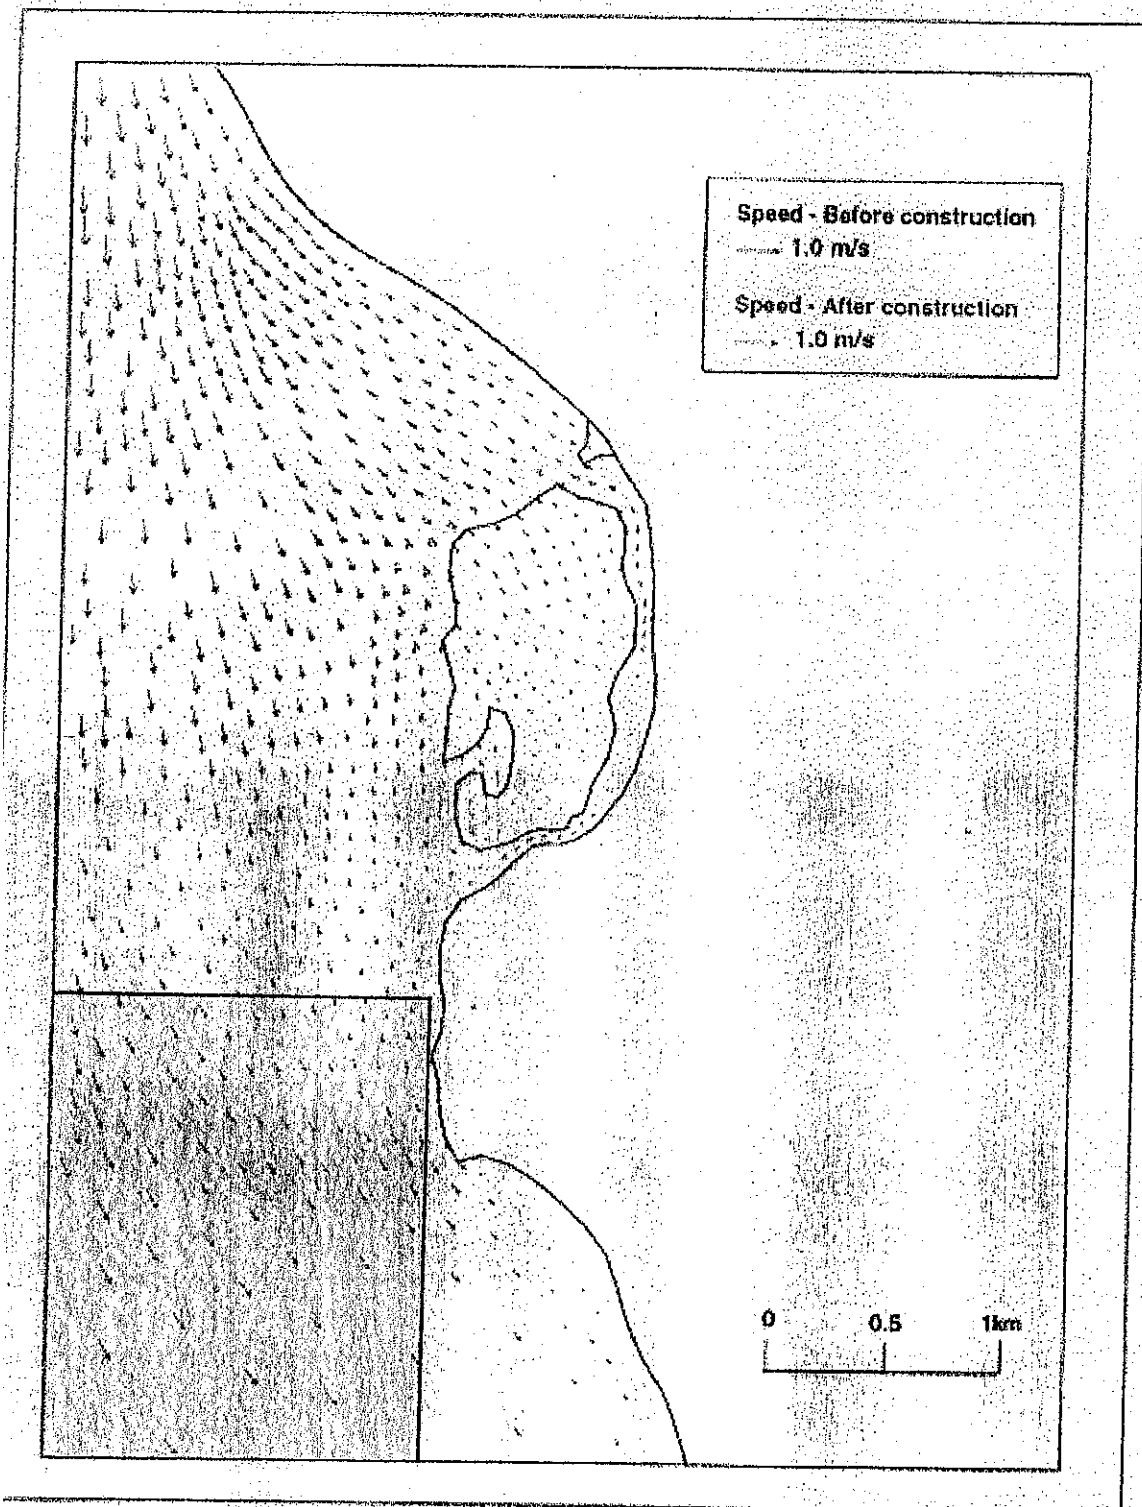 Speed - Before construction
1.0 m/s
Speed - After construction
1.0 m/s
0 0.5 1km